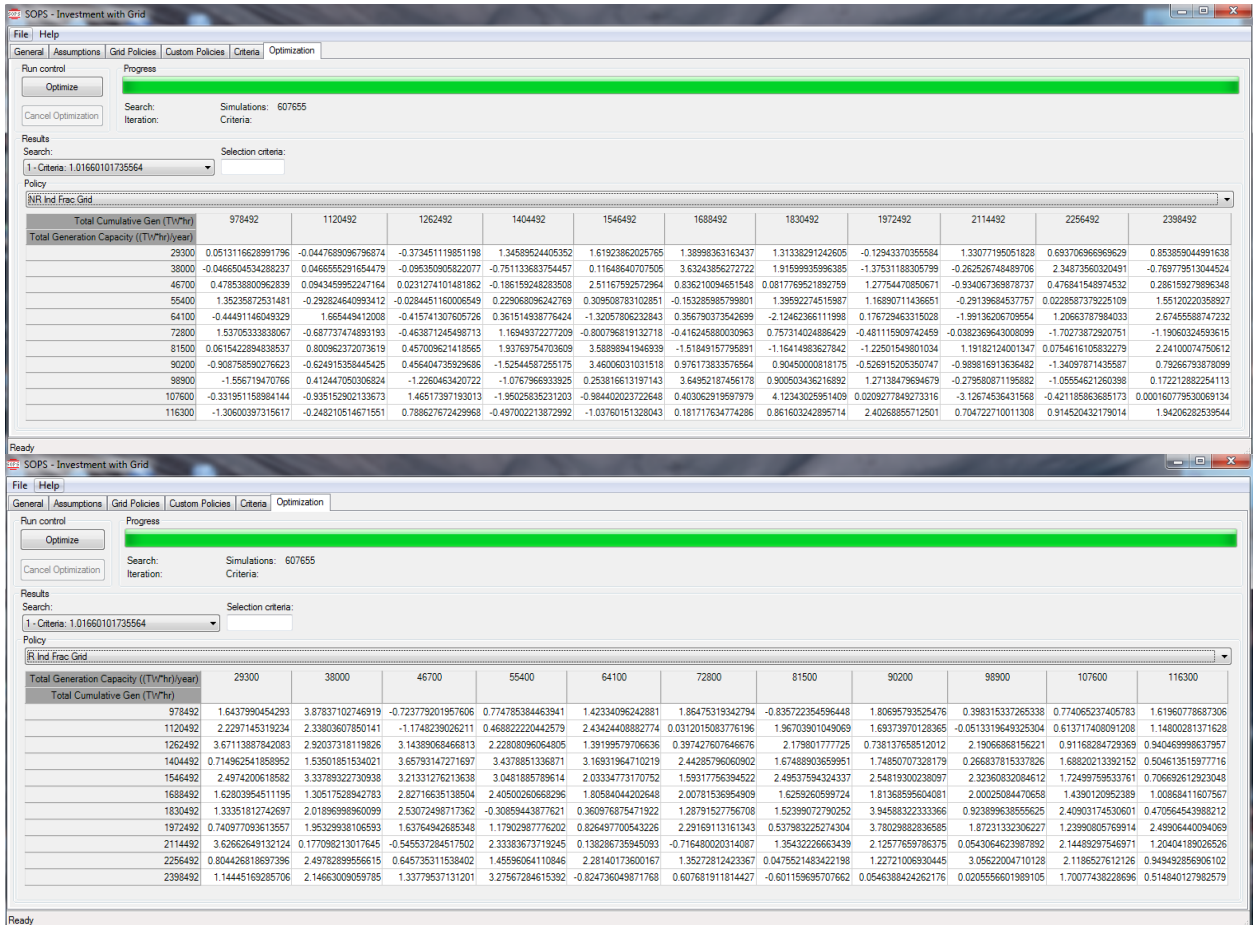 SOPS - Investment with Grid
File Help
General Assumptions Grid Policies Custom Policies Criteria Optimization
Run control Progress
Optimize
Cancel Optimization
Search: Simulations: 607655
Iteration: Criteria:
Results
Search: Selection criteria:
1 - Criteria: 1.01660101735564
Policy
NR Ind Frac Grid
Total Cumulative Gen (TW*hr) 978492 1120492 1262492 1404492 1546492 1688492 1830492 1972492 2114492 2256492 2398492
Total Generation Capacity ((TW*hr)/year)
29300 0.0513116628991796 -0.0447689096796874 -0.373451119851198 1.34589524405352 1.61923862025765 1.38998363163437 1.31338291242605 -0.12943370355584 1.33077195051828 0.693706966969629 0.853859044991638
38000 -0.0466504534288237 0.0466555291654479 -0.095350905822077 -0.751133683754457 0.11648640707505 3.63243856272722 1.91599935996385 -1.37531188305799 -0.262526748489706 2.34873560320491 -0.769779513044524
46700 0.478538800962839 0.0943459952247164 0.0231274101481862 -0.186159248283508 2.51167592572964 0.836210094651548 0.0817769521892759 1.27754470850671 -0.934067369878737 0.476841548974532 0.286159279896348
55400 1.35235872531481 -0.292824640993412 -0.0284451160006549 0.229068096242769 0.309508783102851 -0.153285985799801 1.39592274515987 1.16890711436651 -0.29139684537757 0.0228587379225109 1.55120220358927
64100 -0.44491146049329 1.665449412008 -0.415741307605726 0.361514938776424 -1.32057806232843 0.356790373542699 -2.12462366111998 0.176729463315028 -1.99136206709554 1.20663787984033 2.67455588747232
72800 1.53705333838067 -0.687737474893193 -0.463871245498713 1.16949372277209 -0.800796819132718 -0.416245880030963 0.757314024886429 -0.481115909742459 -0.0382369643008099 -1.70273872920751 -1.19060324593615
81500 0.0615422894838537 0.800962372073619 0.457009621418565 1.93769754703609 3.58898941946939 -1.51849157795891 -1.16414983627842 -1.22501549801034 1.19182124001347 0.0754616105832279 2.24100074750612
90200 -0.908758590276623 -0.624915358445425 0.456404735929686 -1.52544587255175 3.46006031031518 0.976173833576564 0.90450000818175 -0.526915205350747 -0.989816913636482 -1.34097871435587 0.79266793878099
98900 -1.556719470766 0.412447050306824 -1.2260463420722 -1.0767966933925 0.253816613197143 3.64952187456178 0.900503436216892 1.27138479694679 -0.279580871195882 -1.05554621260398 0.172212882254113
107600 -0.331951158984144 -0.935152902133673 1.46517397193013 -1.95025835231203 -0.984402023722648 0.403062919597979 4.12343025951409 0.0209277849273316 -3.12674536431568 -0.421185863685173 0.000160779530069134
116300 -1.30600397315617 -0.248210514671551 0.788627672429968 -0.497002213872992 -1.03760151328043 0.181717634774286 0.861603242895714 2.40268855712501 0.704722710011308 0.914520432179014 1.94206282539544
Ready
SOPS - Investment with Grid
File Help
General Assumptions Grid Policies Custom Policies Criteria Optimization
Run control Progress
Optimize
Cancel Optimization
Search: Simulations: 607655
Iteration: Criteria:
Results
Search: Selection criteria:
1 - Criteria: 1.01660101735564
Policy
R Ind Frac Grid
Total Generation Capacity ((TW*hr)/year) 29300 38000 46700 55400 64100 72800 81500 90200 98900 107600 116300
Total Cumulative Gen (TW*hr)
978492 1.6437990454293 3.87837102746919 -0.723779201957606 0.774785384463941 1.42334096242881 1.86475319342794 -0.835722354596448 1.80695793525476 0.398315337265338 0.774065237405783 1.61960778687306
1120492 2.2297145319234 2.33803607850141 -1.1748239026211 0.468822220442579 2.43424408882774 0.0312015083776196 1.96703901049069 1.69373970128365 -0.0513319649325304 0.613717408091208 1.14800281371628
1262492 3.67113887842083 2.92037318119826 3.14389068466813 2.22808096064805 1.39199579706636 0.397427607646676 2.179801777725 0.738137658512012 2.19066868156221 0.91168284729369 0.940469998637957
1404492 0.714962541858952 1.53501851534021 3.65793147271697 3.4378851336871 3.16931964710219 2.44285796060902 1.67488903659951 1.74850707328179 0.266837815337826 1.68820213392152 0.504613515977716
1546492 2.4974200618582 3.33789322730938 3.21331276213638 3.0481885789614 2.03334773170752 1.59317756394522 2.49537594324337 2.54819300238097 2.32360832084612 1.72499759533761 0.706692612923048
1688492 1.62803954511195 1.30517528942783 2.82716635138504 2.40500260668296 1.80584044202648 2.00781536954909 1.6259260599724 1.81368595604081 2.00025084470658 1.4390120952389 1.00868411607567
1830492 1.33351812742697 2.01896998960099 2.53072498717362 -0.30859443877621 0.360976875471922 1.28791527756708 1.52399072790252 3.94588322333366 0.923899638555625 2.40903174530601 0.470564543988212
1972492 0.740977093613557 1.95329938106593 1.63764942685348 1.17902987776202 0.826497700543226 2.29169113161343 0.537983225274304 3.78029882836585 1.87231332306227 1.23990805769914 2.49906440094069
2114492 3.62662649132124 0.177098213017645 -0.545537284517502 2.33383673719245 0.138286735945093 -0.716480020314087 1.35432226663439 2.12577659786375 0.0543064623987892 2.14489297546971 1.20404189026526
2256492 0.804426818697396 2.49782899556615 0.645735311538402 1.45596064110846 2.28140173600167 1.35272812423367 0.0475521483422198 1.22721006930445 3.05622004710128 2.1186527612126 0.949492856906102
2398492 1.14445169285706 2.14663009059785 1.33779537131201 3.27567284615392 -0.824736049871768 0.607681911814427 -0.601159695707662 0.0546388424262176 0.0205556601989105 1.70077438228696 0.514840127982579
Ready